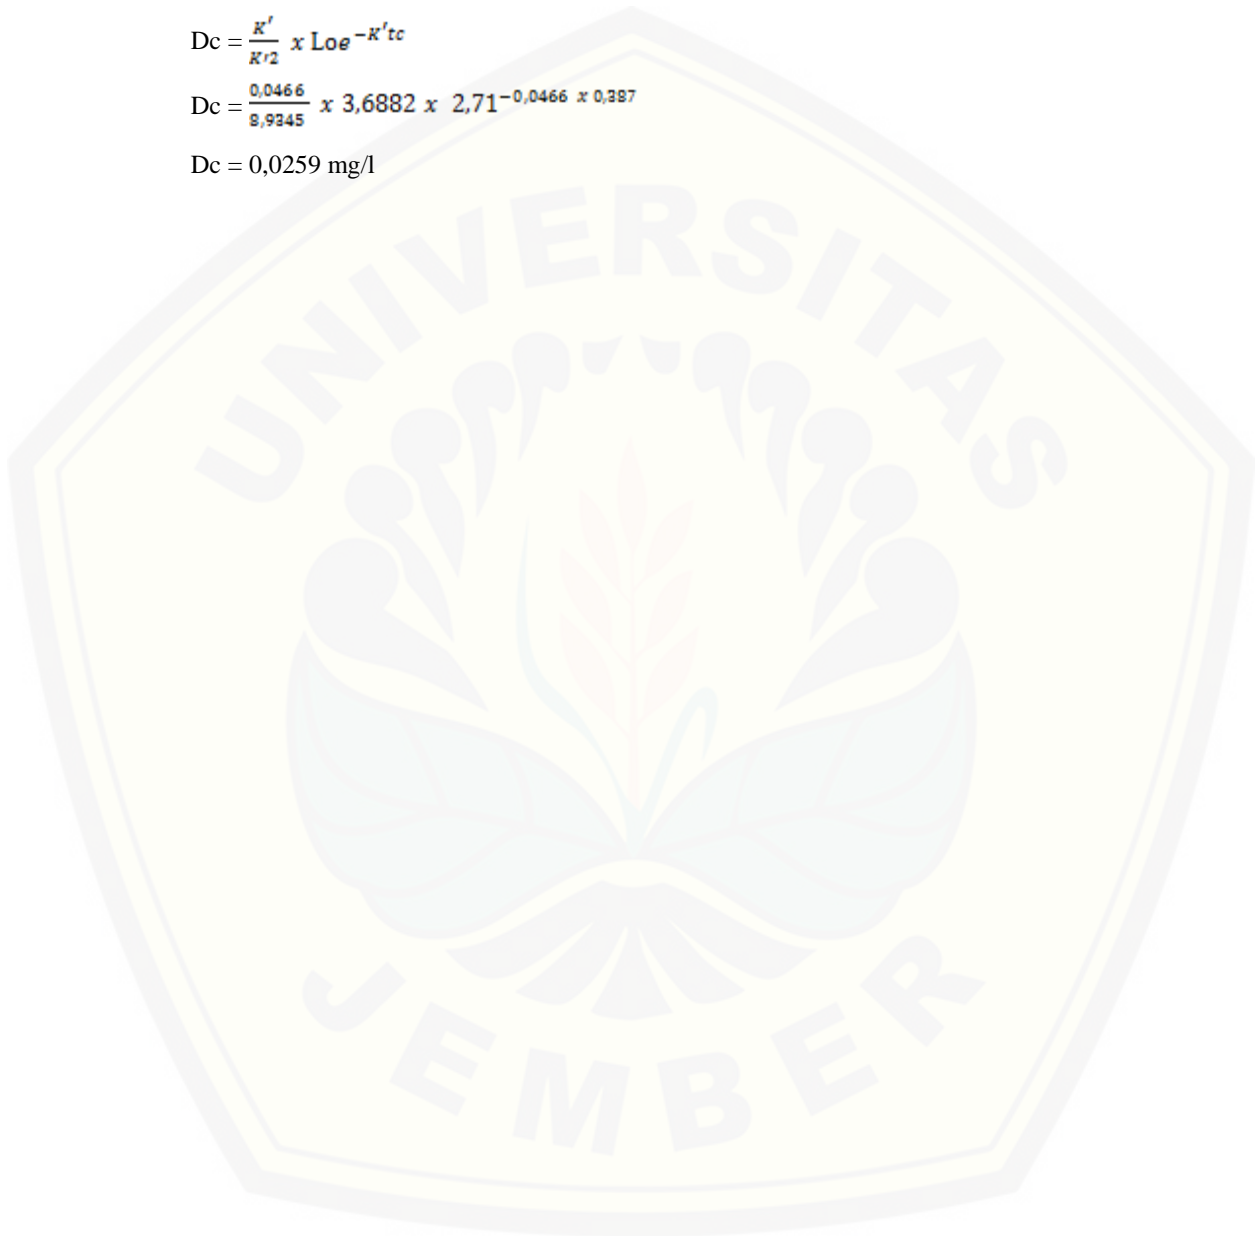 Dc = K'/K'2 x Loe^-K'tc
Dc = 0,0466/8,9345 x 3,6882 x 2,71^-0,0466 x 0,387
Dc = 0,0259 mg/l
UNIVERSITAS
JEMBER